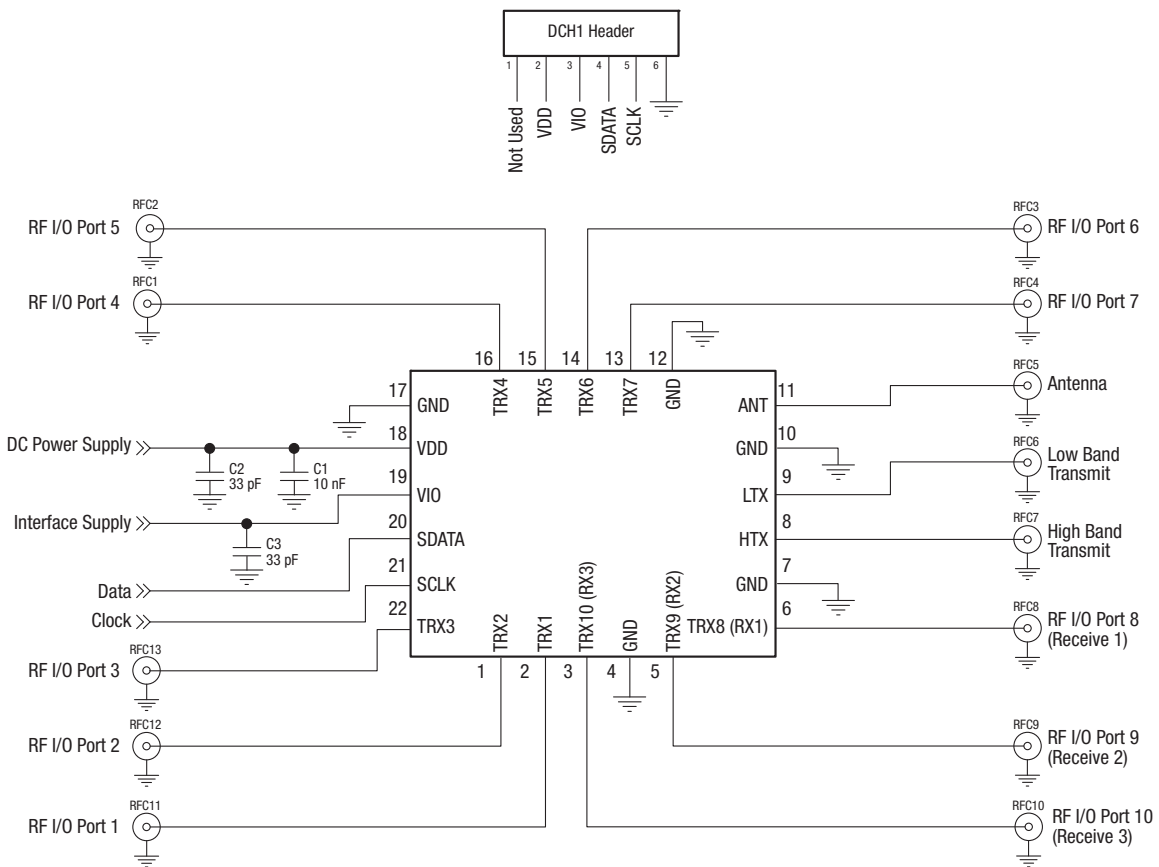 DCH1 Header
1 2 3 4 5 6
Not Used
VDD
VIO
SDATA
SCLK
RFC2
RF I/O Port 5
RFC3
RF I/O Port 6
RFC1
RF I/O Port 4
RFC4
RF I/O Port 7
16 15 14 13 12
TRX4
TRX5
TRX6
TRX7
GND
17
GND
11
ANT
RFC5
Antenna
DC Power Supply
18
VDD
10
GND
C2
33 pF
C1
10 nF
9
LTX
RFC6
Low Band
Transmit
Interface Supply
19
VIO
8
HTX
RFC7
High Band
Transmit
C3
33 pF
20
SDATA
7
GND
Data
21
SCLK
6
TRX8 (RX1)
RFC8
RF I/O Port 8
(Receive 1)
Clock
22
TRX3
RFC13
RF I/O Port 3
TRX2
TRX1
TRX10 (RX3)
GND
TRX9 (RX2)
1 2 3 4 5
RFC12
RF I/O Port 2
RFC9
RF I/O Port 9
(Receive 2)
RFC11
RF I/O Port 1
RFC10
RF I/O Port 10
(Receive 3)